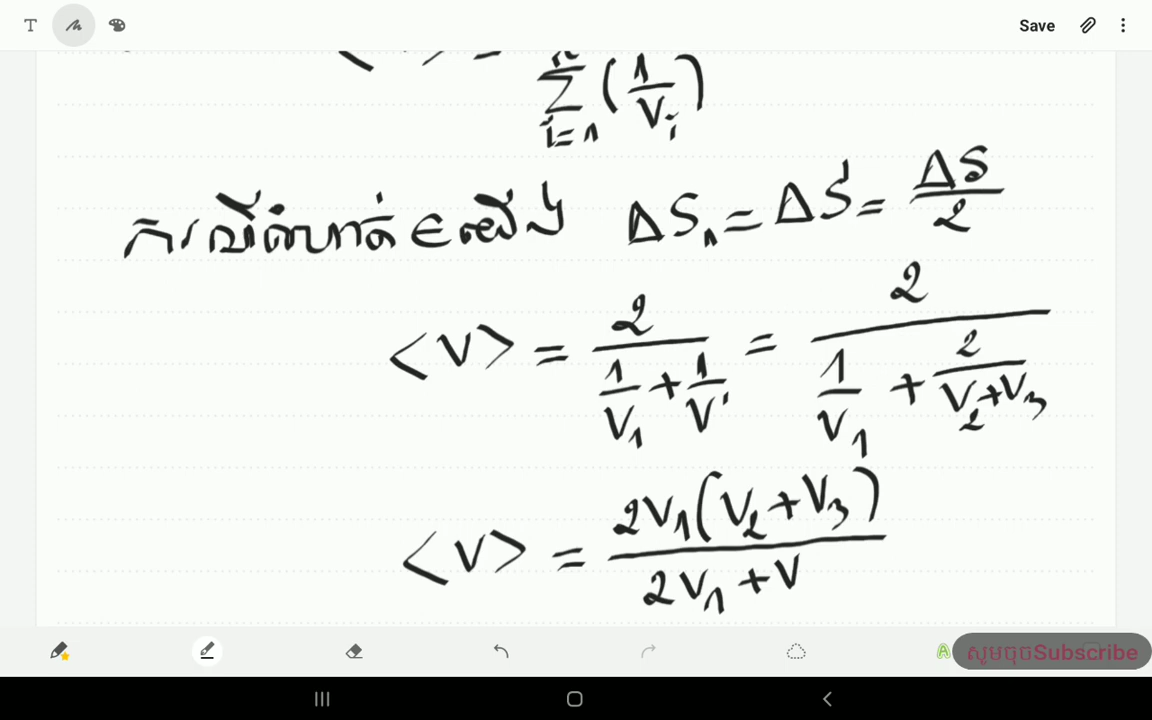 T Save
<V> = n / Σ i=1 (1/Vi)
ΔS1 = ΔS' = ΔS/2
<V> = 2 / (1/V1 + 1/V') = 2 / (1/V1 + 2/(V2+V3))
<V> = 2V1(V2+V3) / 2V1+V
A សូមចុចSubscribe